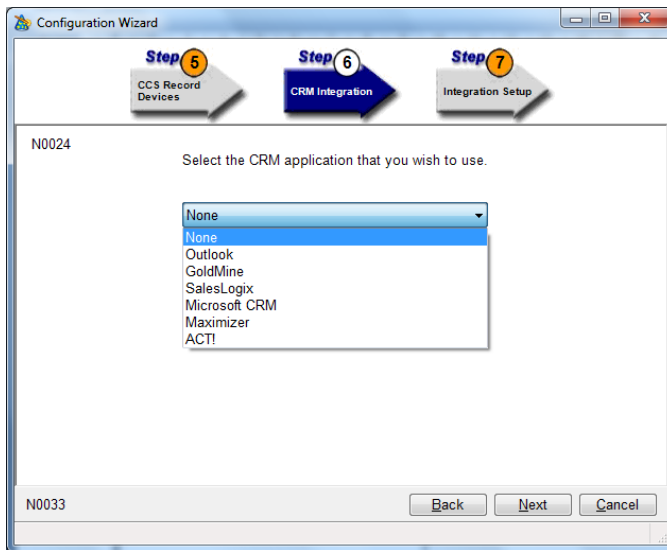 Configuration Wizard
Step 5
CCS Record
Devices
Step 6
CRM Integration
Step 7
Integration Setup
N0024
Select the CRM application that you wish to use.
None
None
Outlook
GoldMine
SalesLogix
Microsoft CRM
Maximizer
ACT!
N0033
Back
Next
Cancel